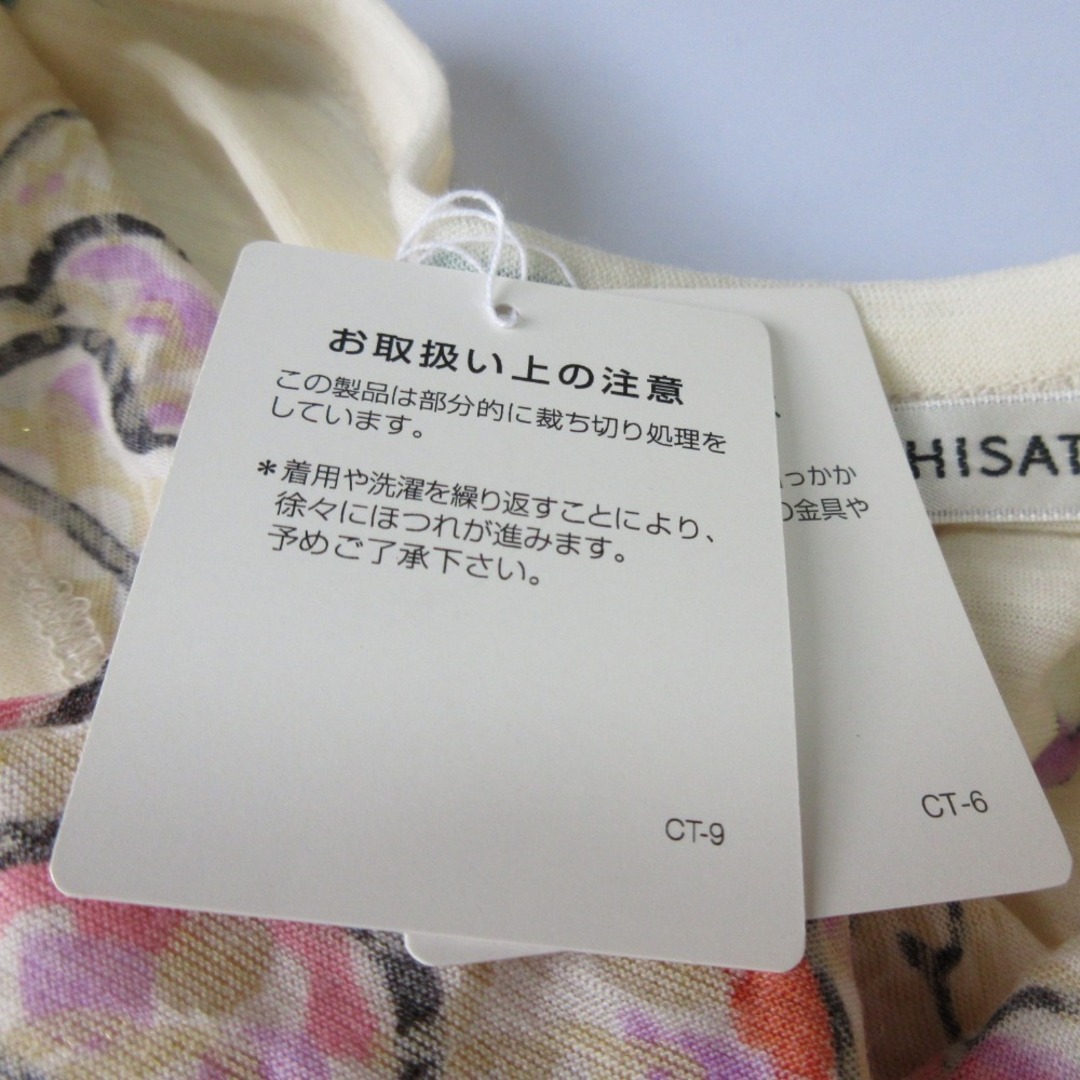 お取扱い上の注意
この製品は部分的に裁ち切り処理を
しています。
＊着用や洗濯を繰り返すことにより、
徐々にほつれが進みます。
予めご了承下さい。
CT-9
っかか
の金具や
CT-6
HISAT